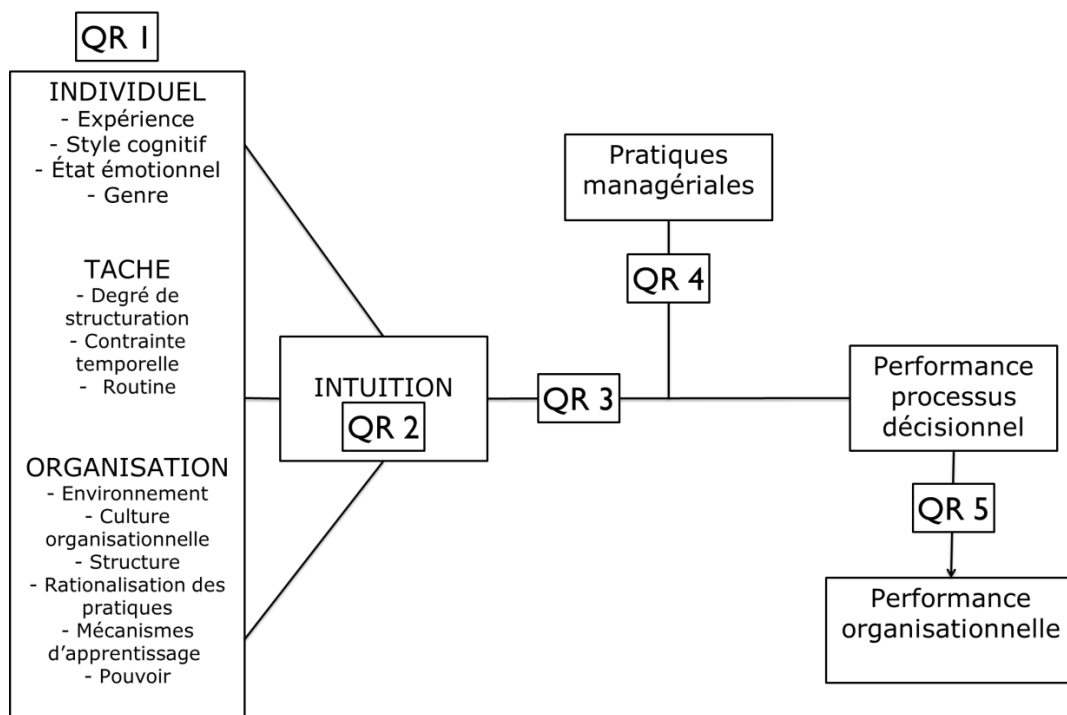 QR 1
INDIVIDUEL
- Expérience
- Style cognitif
- État émotionnel
- Genre
TACHE
- Degré de
structuration
- Contrainte
temporelle
- Routine
ORGANISATION
- Environnement
- Culture
organisationnelle
- Structure
- Rationalisation des
pratiques
- Mécanismes
d’apprentissage
- Pouvoir
INTUITION
QR 2
QR 3
Pratiques
managériales
QR 4
Performance
processus
décisionnel
QR 5
Performance
organisationnelle